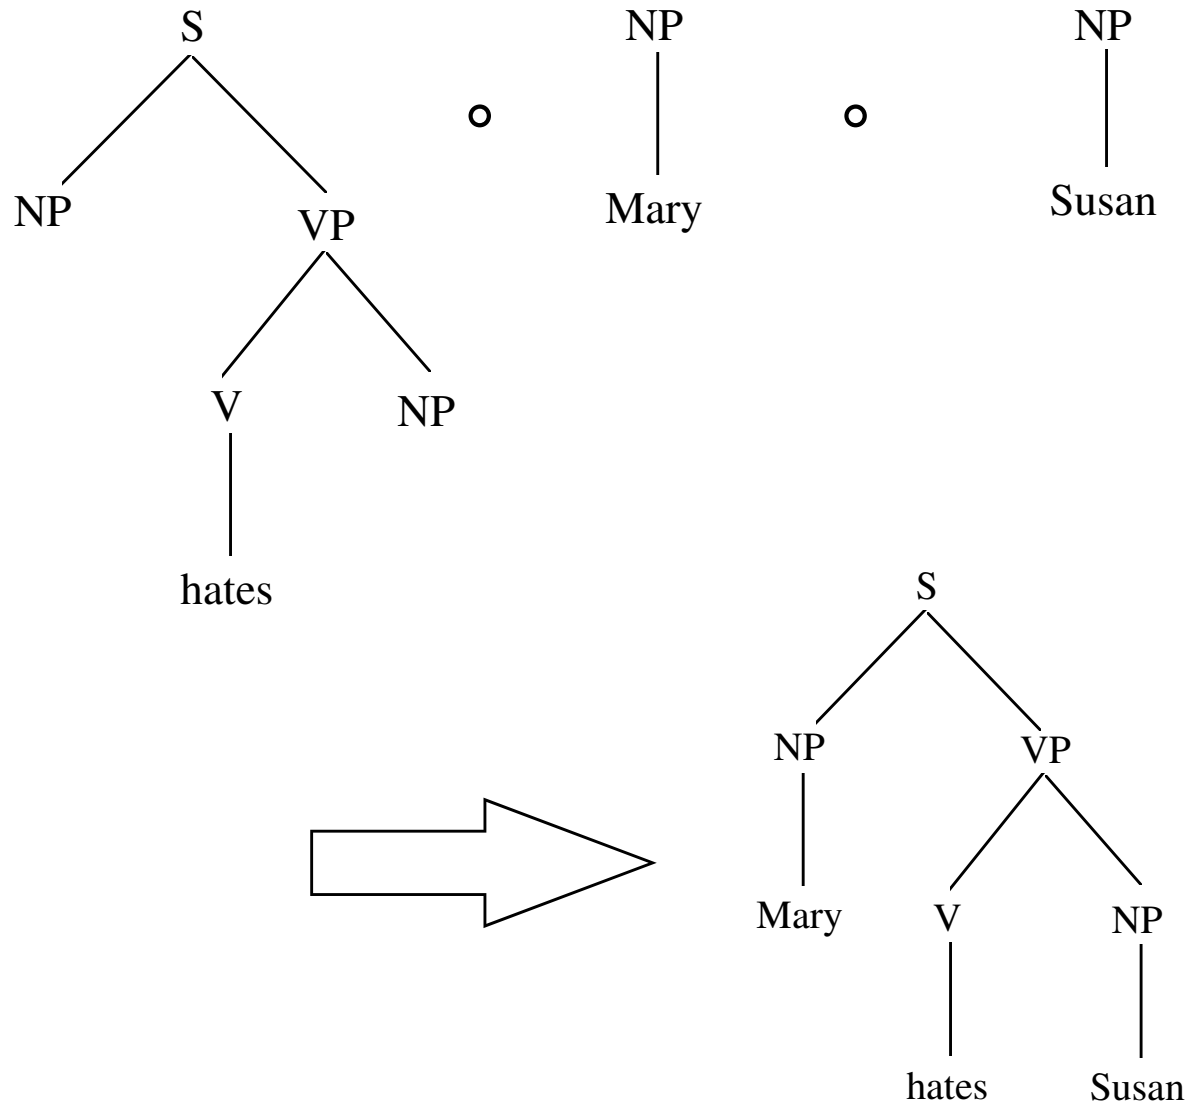 S NP NP
NP VP Mary Susan
V NP
hates
S
NP VP
Mary V NP
hates Susan